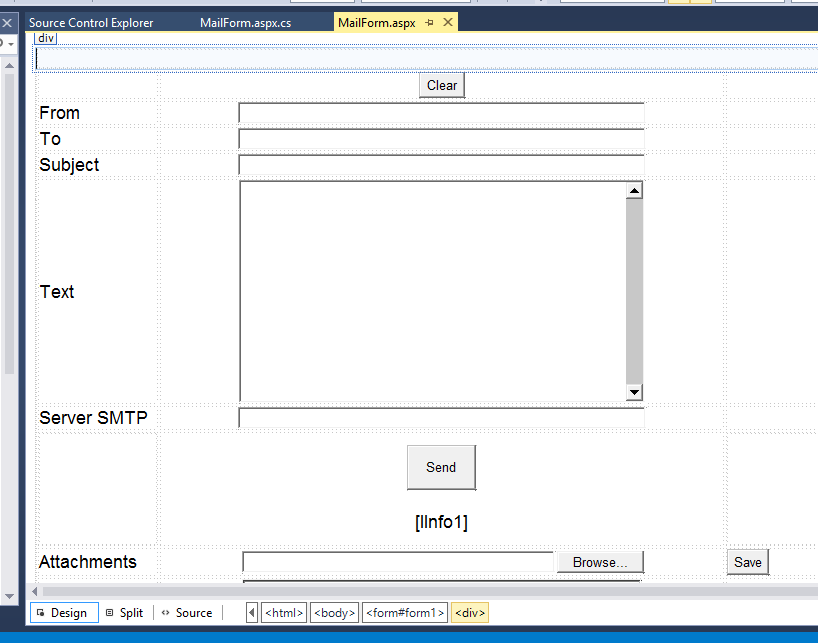 Source Control Explorer MailForm.aspx.cs MailForm.aspx
div
Clear
From
To
Subject
Text
Server SMTP
Send
[lInfo1]
Attachments Browse... Save
Design Split Source <html> <body> <form#form1> <div>